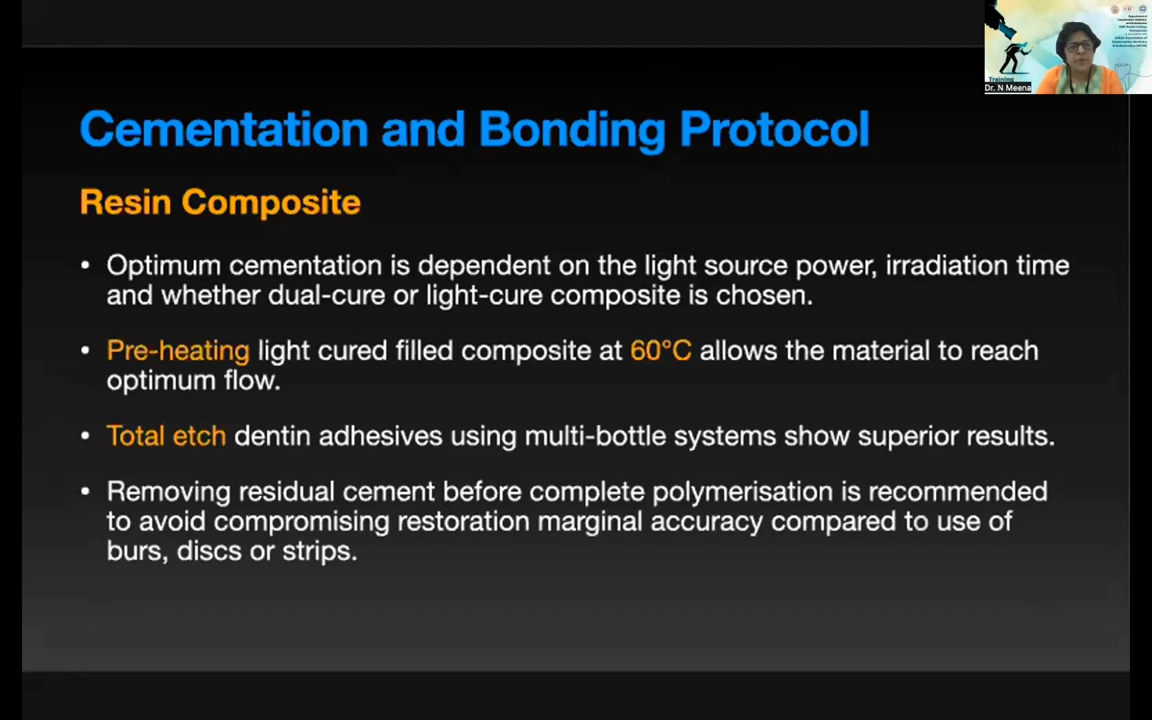 Cementation and Bonding Protocol
Resin Composite
• Optimum cementation is dependent on the light source power, irradiation time
and whether dual-cure or light-cure composite is chosen.
• Pre-heating light cured filled composite at 60°C allows the material to reach
optimum flow.
• Total etch dentin adhesives using multi-bottle systems show superior results.
• Removing residual cement before complete polymerisation is recommended
to avoid compromising restoration marginal accuracy compared to use of
burs, discs or strips.
Training
Dr. N Meena